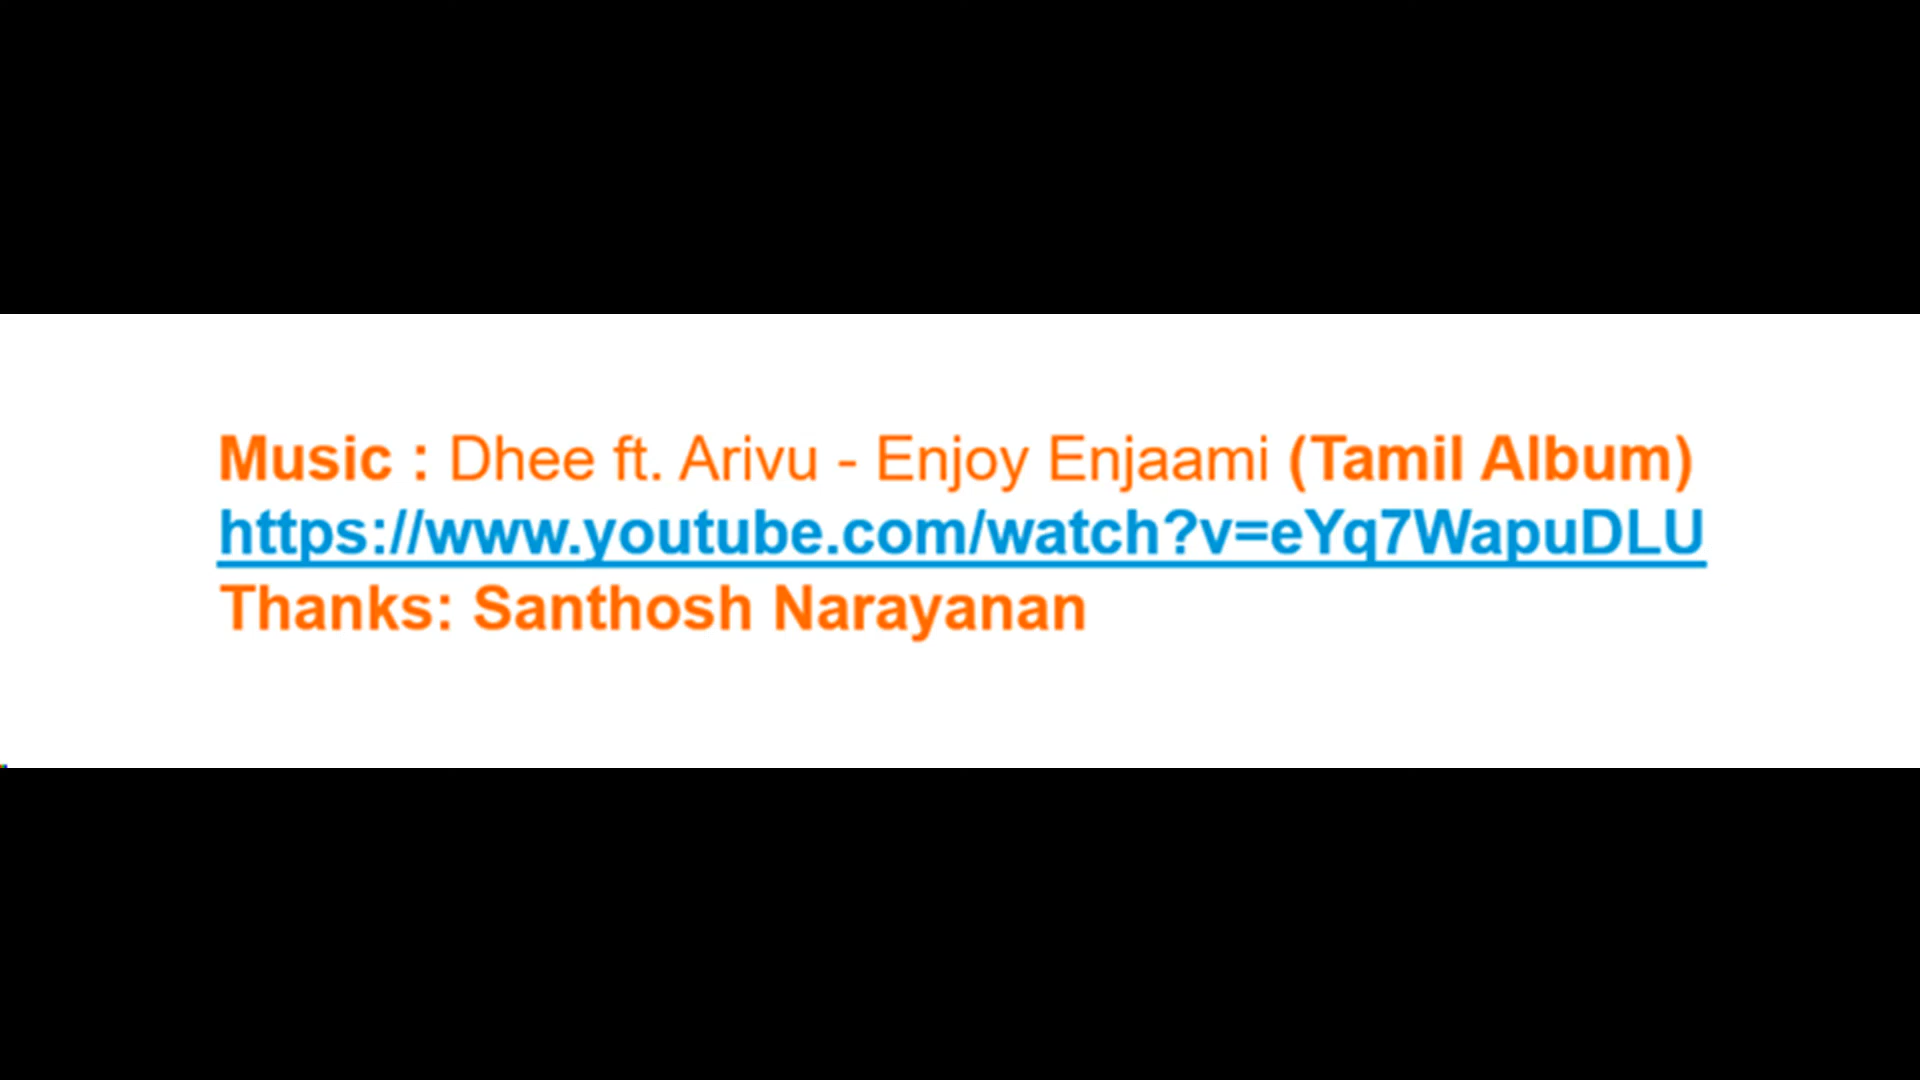 Music : Dhee ft. Arivu - Enjoy Enjaami (Tamil Album)
https://www.youtube.com/watch?v=eYq7WapuDLU
Thanks: Santhosh Narayanan